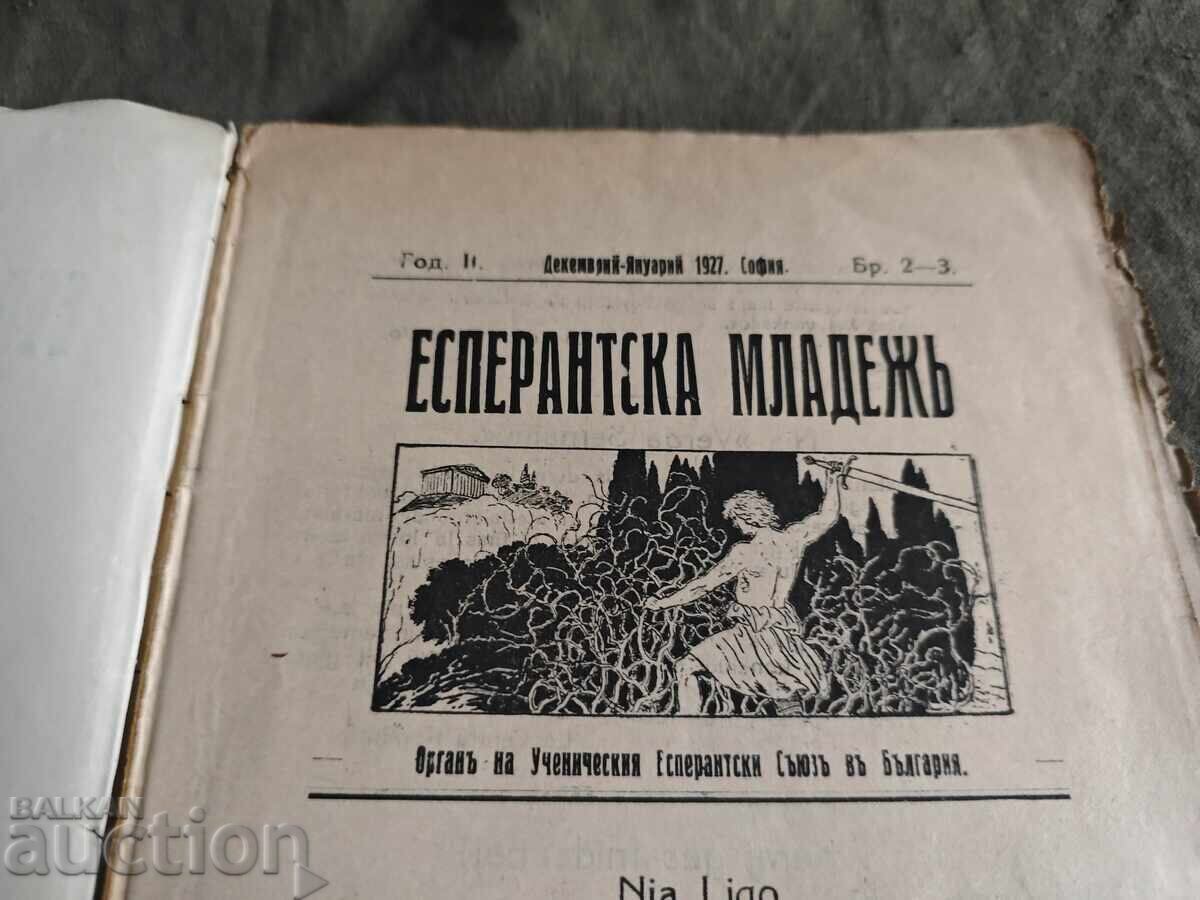 Год. II. Декемврий-Януарий 1927. София. Бр. 2—3.
ЕСПЕРАНТСКА МЛАДЕЖЬ
Органъ на Ученическия Есперантски Съюзъ въ България.
Nia Ligo
BALKAN
auction